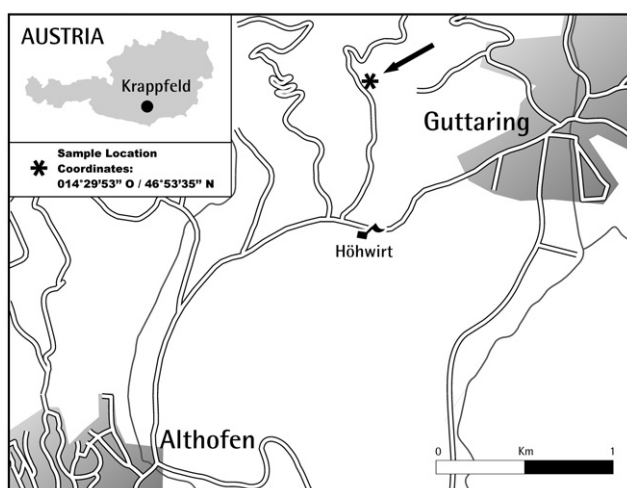 AUSTRIA
Krappfeld
Sample Location
Coordinates:
014°29'53” O / 46°53'35” N
Guttaring
Höhwirt
Althofen
0 Km 1